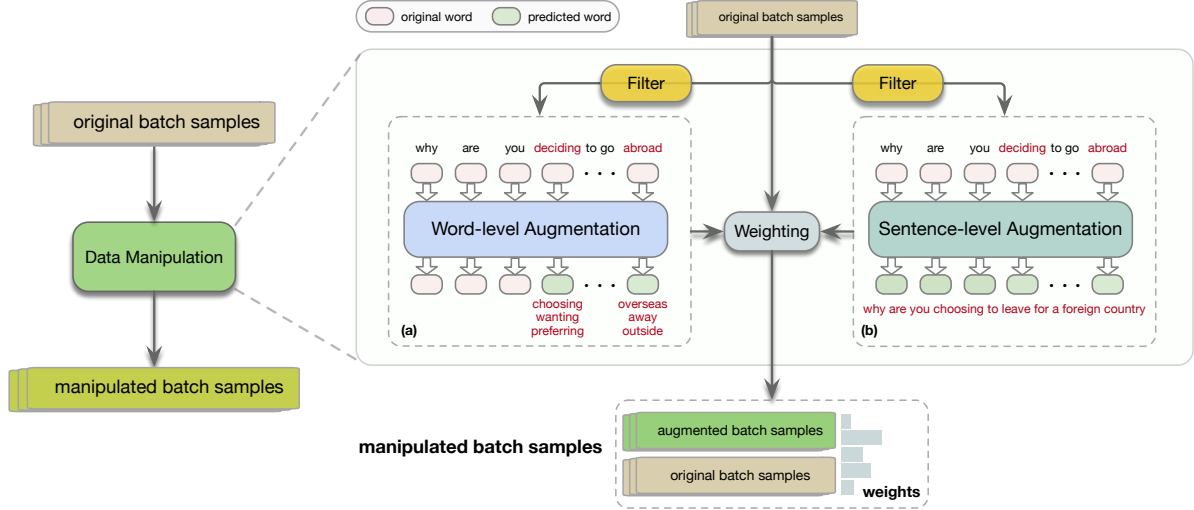 original word predicted word
original batch samples
Filter Filter
original batch samples
why are you deciding to go abroad
why are you deciding to go abroad
. . . . . .
Word-level Augmentation
Weighting
Sentence-level Augmentation
Data Manipulation
. . . . . .
choosing overseas
wanting away
preferring outside
(a)
why are you choosing to leave for a foreign country
(b)
manipulated batch samples
manipulated batch samples
augmented batch samples
original batch samples
weights